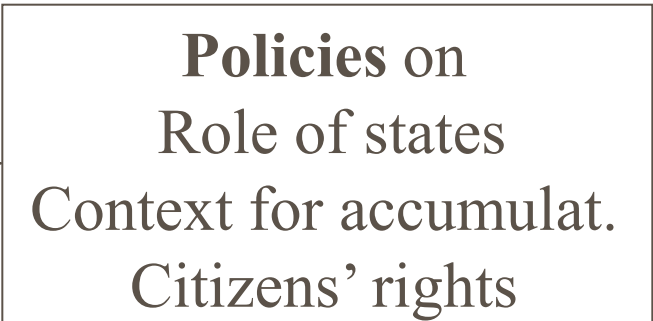 Policies on
Role of states
Context for accumulat.
Citizens’ rights